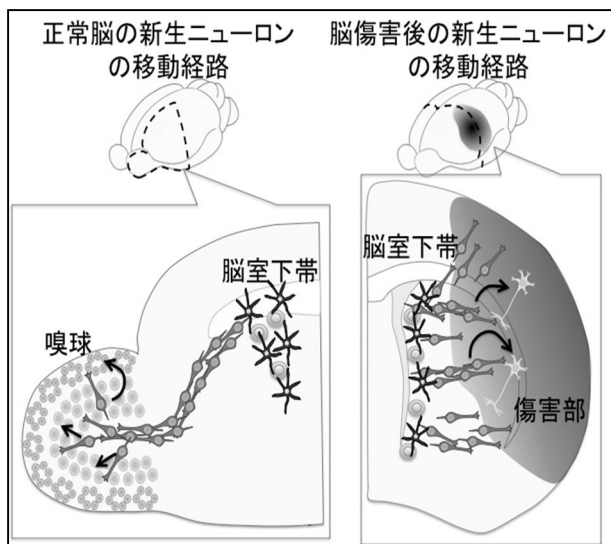 正常脳の新生ニューロン
の移動経路
脳傷害後の新生ニューロン
の移動経路
脳室下帯
嗅球
脳室下帯
傷害部